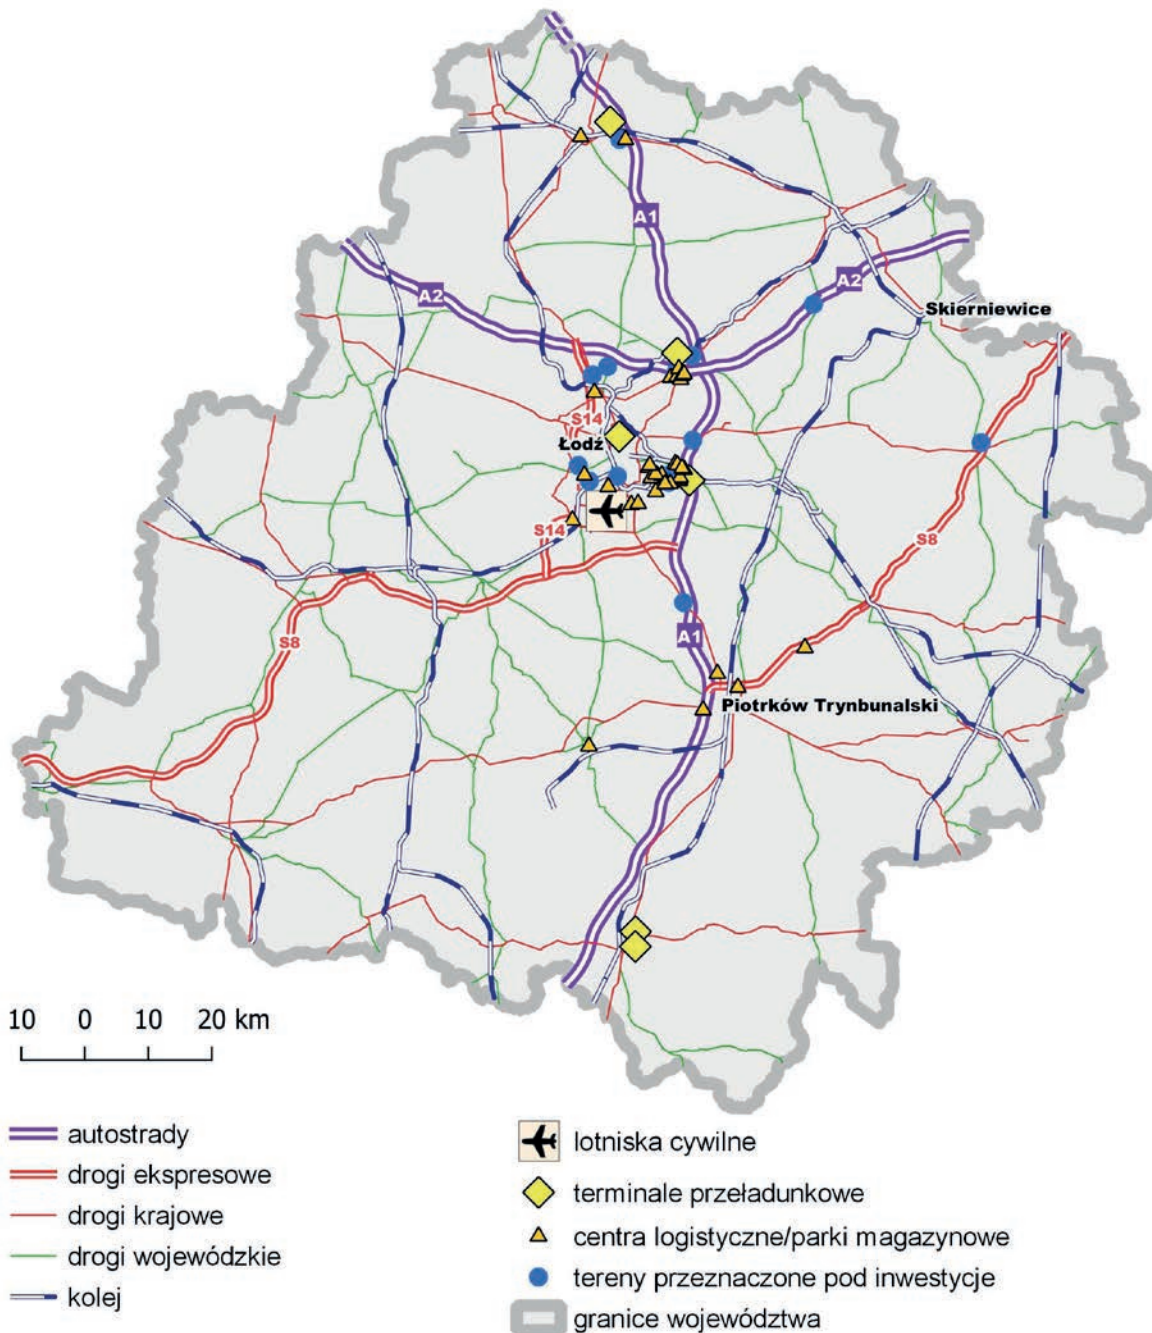 A1
A2
A2
Skierniewice
S14
Łodź
S14
S8
S8
A1
Piotrków Trynbunalski
10 0 10 20 km
autostrady
drogi ekspresowe
drogi krajowe
drogi wojewódzkie
kolej
lotniska cywilne
terminale przeładunkowe
centra logistyczne/parki magazynowe
tereny przeznaczone pod inwestycje
granice województwa